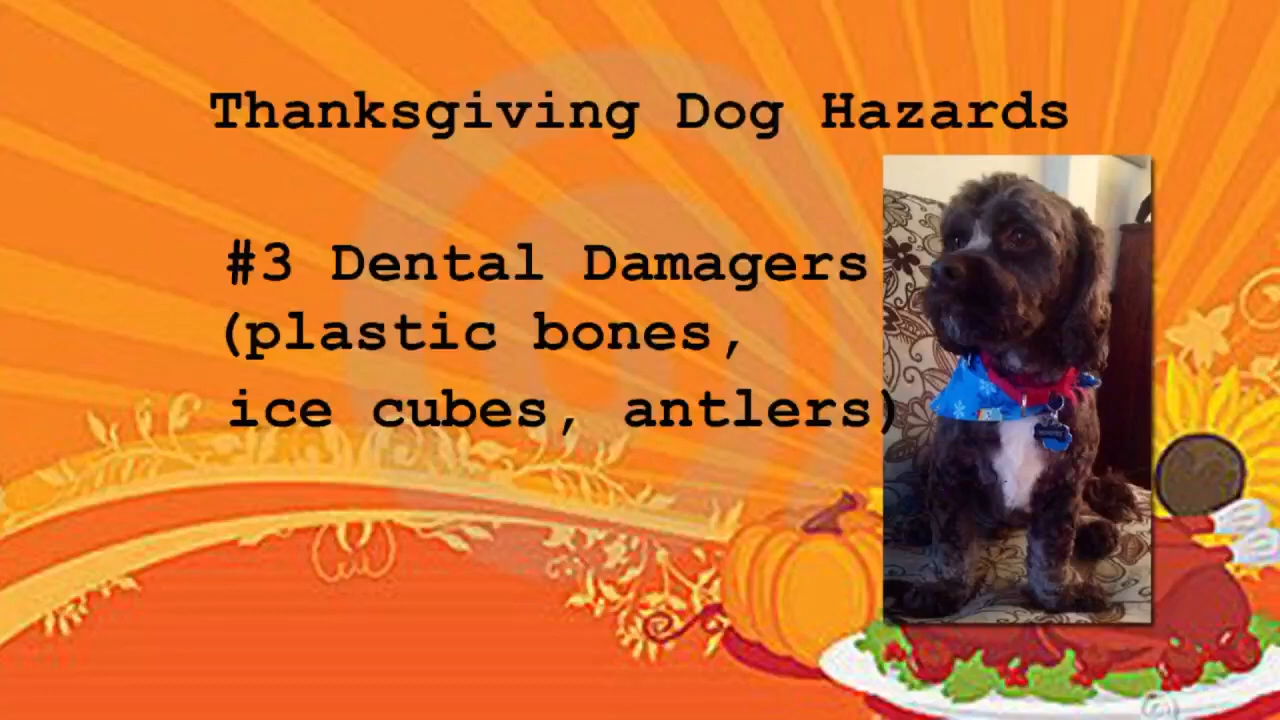 Thanksgiving Dog Hazards
#3 Dental Damagers
(plastic bones,
ice cubes, antlers)